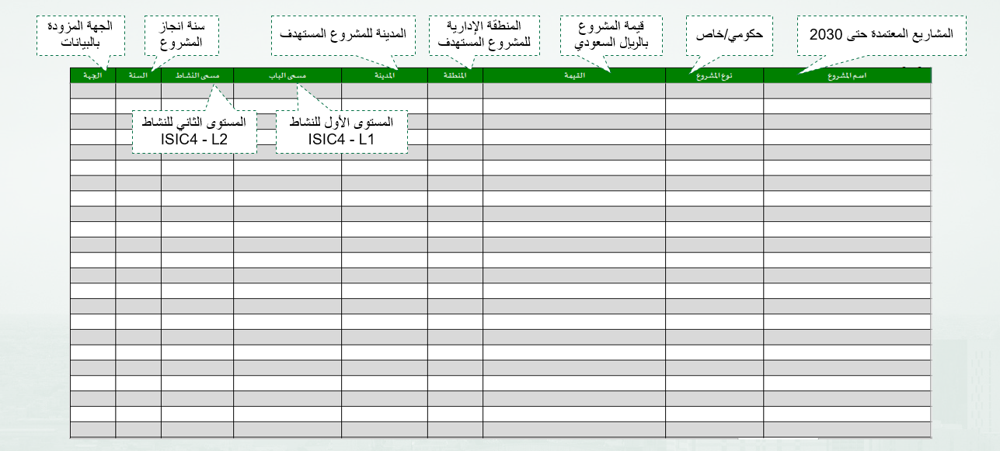 المشاريع المعتمدة حتى 2030
حكومي/خاص
قيمة المشروع
بالريال السعودي
المنطقة الإدارية
للمشروع المستهدف
المدينة للمشروع المستهدف
سنة انجاز
المشروع
الجهة المزودة
بالبيانات
اسم المشروع
نوع المشروع
القيمة
المنطقة
المدينة
مسمى الباب
مسمى النشاط
السنة
الجهة
المستوى الأول للنشاط
ISIC4 - L1
المستوى الثاني للنشاط
ISIC4 - L2